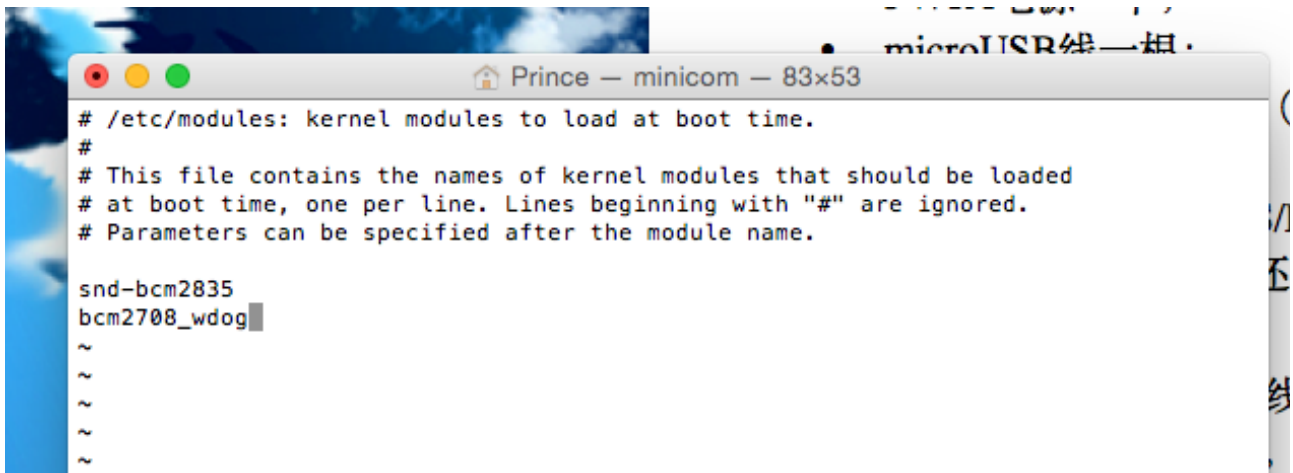 microUSB线一根；
Prince — minicom — 83×53
# /etc/modules: kernel modules to load at boot time.
#
# This file contains the names of kernel modules that should be loaded
# at boot time, one per line. Lines beginning with "#" are ignored.
# Parameters can be specified after the module name.
snd-bcm2835
bcm2708_wdog
~
~
~
~
~
还
线